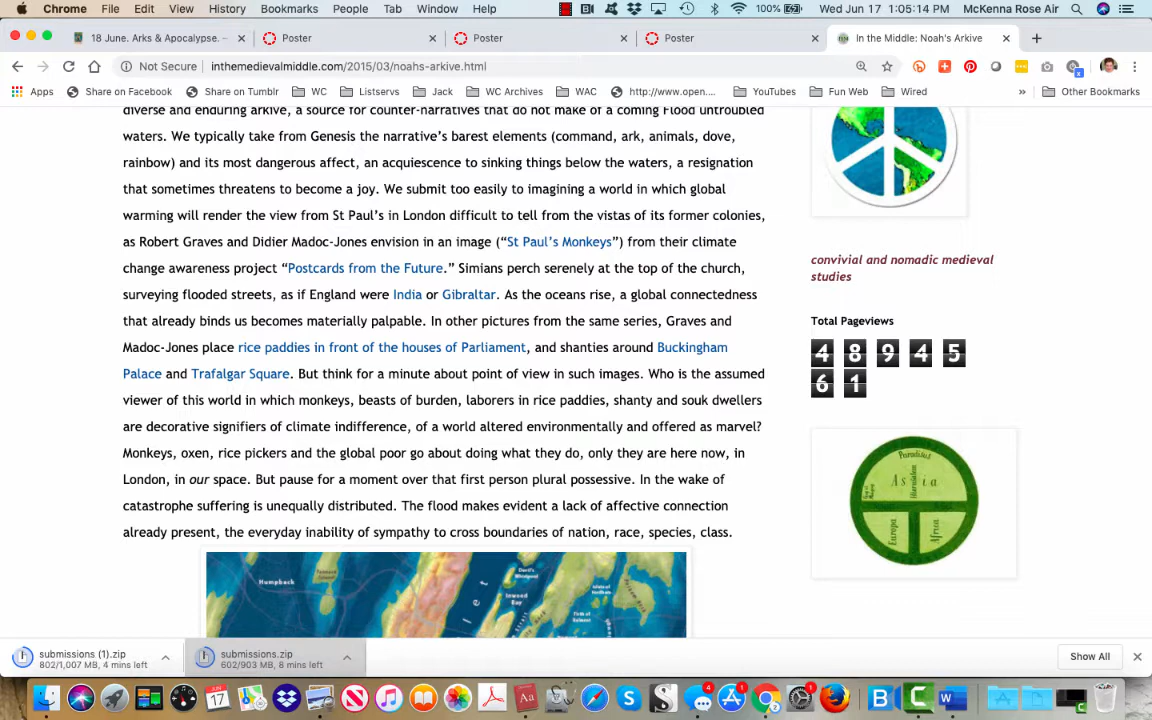 Chrome File Edit View History Bookmarks People Tab Window Help 100% Wed Jun 17 1:05:14 PM McKenna Rose Air
18 June. Arks & Apocalypse. – Poster Poster Poster In the Middle: Noah's Arkive
Not Secure inthemedievalmiddle.com/2015/03/noahs-arkive.html
Apps Share on Facebook Share on Tumblr WC Listservs Jack WC Archives WAC http://www.open.... YouTubes Fun Web Wired » Other Bookmarks
diverse and enduring arkive, a source for counter-narratives that do not make of a coming Flood untroubled
waters. We typically take from Genesis the narrative's barest elements (command, ark, animals, dove,
rainbow) and its most dangerous affect, an acquiescence to sinking things below the waters, a resignation
that sometimes threatens to become a joy. We submit too easily to imagining a world in which global
warming will render the view from St Paul's in London difficult to tell from the vistas of its former colonies,
as Robert Graves and Didier Madoc-Jones envision in an image (“St Paul’s Monkeys”) from their climate
change awareness project “Postcards from the Future.” Simians perch serenely at the top of the church,
surveying flooded streets, as if England were India or Gibraltar. As the oceans rise, a global connectedness
that already binds us becomes materially palpable. In other pictures from the same series, Graves and
Madoc-Jones place rice paddies in front of the houses of Parliament, and shanties around Buckingham
Palace and Trafalgar Square. But think for a minute about point of view in such images. Who is the assumed
viewer of this world in which monkeys, beasts of burden, laborers in rice paddies, shanty and souk dwellers
are decorative signifiers of climate indifference, of a world altered environmentally and offered as marvel?
Monkeys, oxen, rice pickers and the global poor go about doing what they do, only they are here now, in
London, in our space. But pause for a moment over that first person plural possessive. In the wake of
catastrophe suffering is unequally distributed. The flood makes evident a lack of affective connection
already present, the everyday inability of sympathy to cross boundaries of nation, race, species, class.
convivial and nomadic medieval
studies
Total Pageviews
4 8 9 4 5
6 1
Paradisus
Asia
Europa
Africa
Humpback
Inwood
Bay
submissions (1).zip
802/1,007 MB, 4 mins left
submissions.zip
602/903 MB, 8 mins left
Show All
17